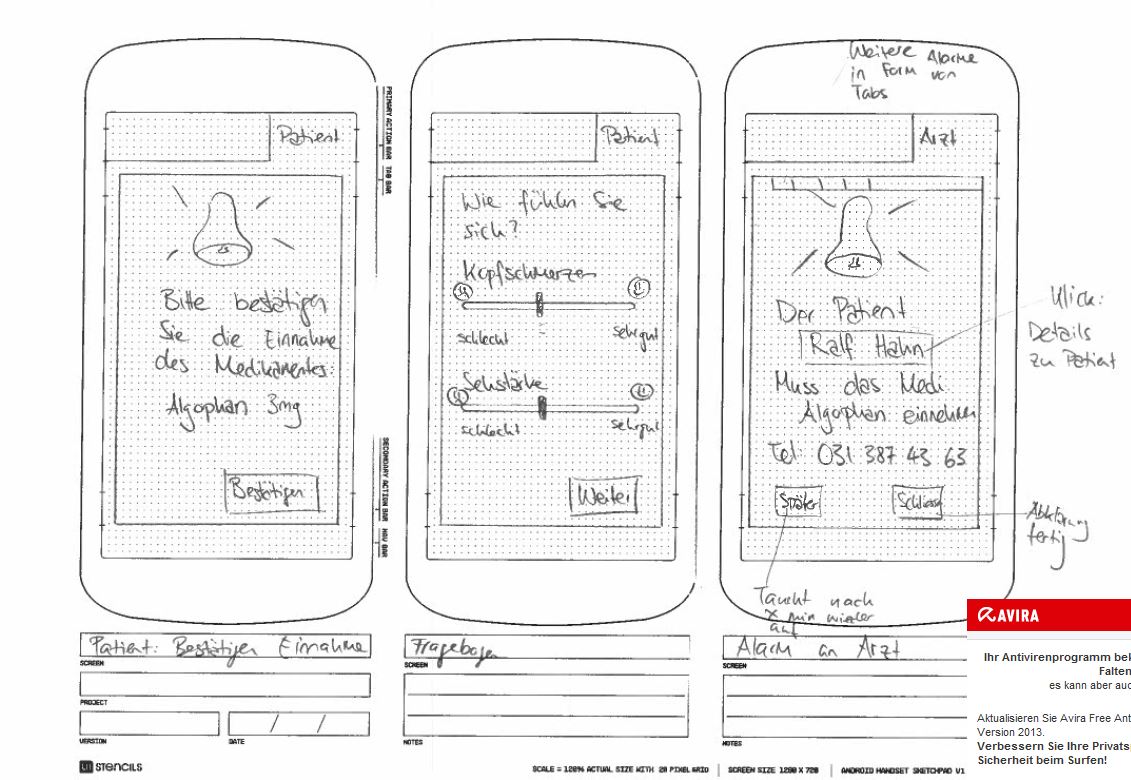 Patient
Bitte bestätigen
Sie die Einnahme
des Medikamentes:
Algophan 3mg
Bestätigen
Patient: Bestätigen Einnahme
SCREEN
PROJECT
/ /
VERSION
DATE
UI STENCILS
PRIMARY ACTION BAR
TAB BAR
SECONDARY ACTION BAR
NAV BAR
Patient
Wie fühlen Sie
sich?
Kopfschmerzen
schlecht
sehr gut
Sehstärke
schlecht
sehr gut
Weiter
Fragebogen
SCREEN
NOTES
Weitere Alarme
in Form von
Tabs
Arzt
Der Patient
Ralf Hahn
Klick:
Details
zu Patient
Muss das Medi
Algophan einnehmen
Tel: 031 387 43 63
Später
Schliessen
Abklärung
fertig
Taucht nach
x min wieder
auf
Alarm an Arzt
SCREEN
NOTES
SCALE = 120% ACTUAL SIZE WITH 20 PIXEL GRID
SCREEN SIZE 1280 X 720
ANDROID HANDSET SKETCHPAD V1
AVIRA
Ihr Antivirenprogramm bek
Falten
es kann aber auc
Aktualisieren Sie Avira Free Ant
Version 2013.
Verbessern Sie Ihre Privatsp
Sicherheit beim Surfen!